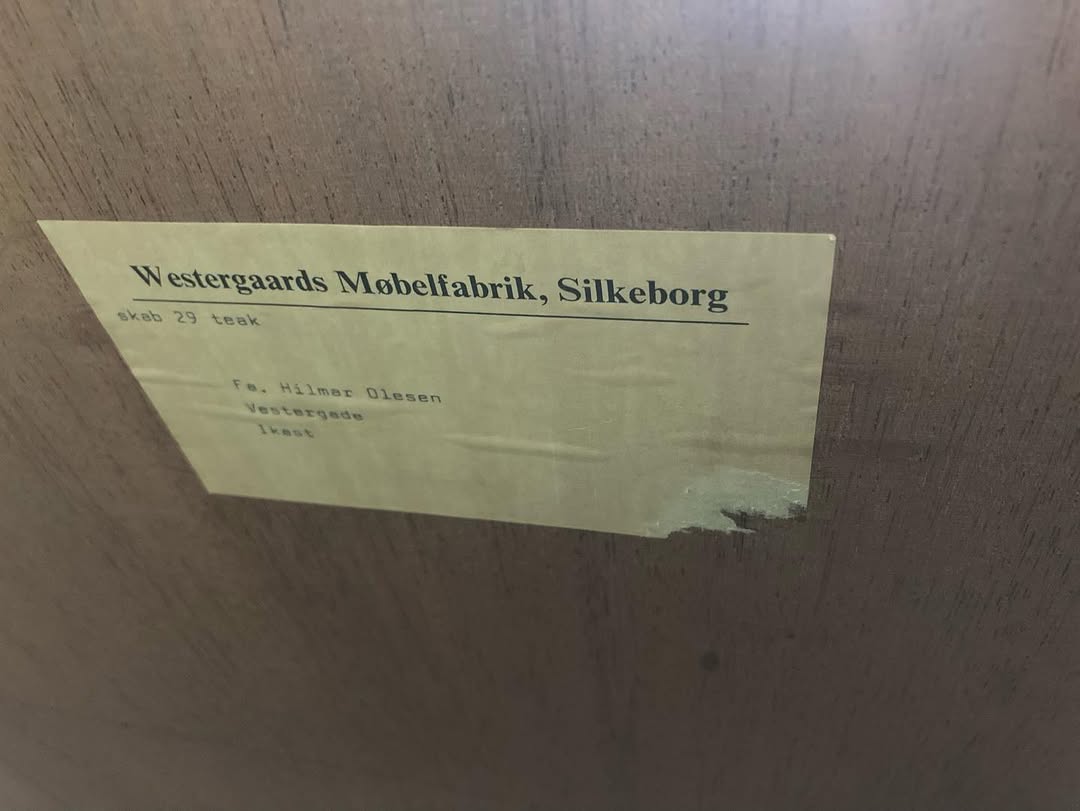 Westergaards Møbelfabrik, Silkeborg
skab 29 teak
Fa. Hilmar Olesen
Vestergade
Ikast